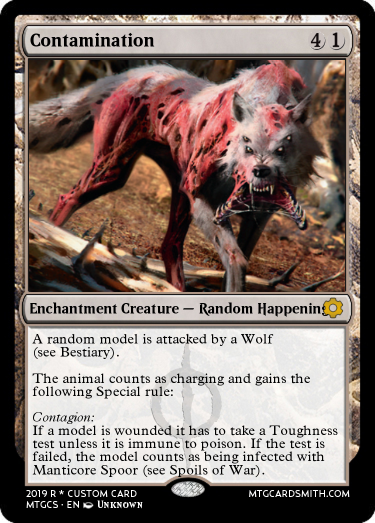 Contamination 4 1
Enchantment Creature — Random Happening
A random model is attacked by a Wolf
(see Bestiary).
The animal counts as charging and gains the
following Special rule:
Contagion:
If a model is wounded it has to take a Toughness
test unless it is immune to poison. If the test is
failed, the model counts as being infected with
Manticore Spoor (see Spoils of War).
2019 R * CUSTOM CARD
MTGCS · EN Unknown
MTGCARDSMITH.COM